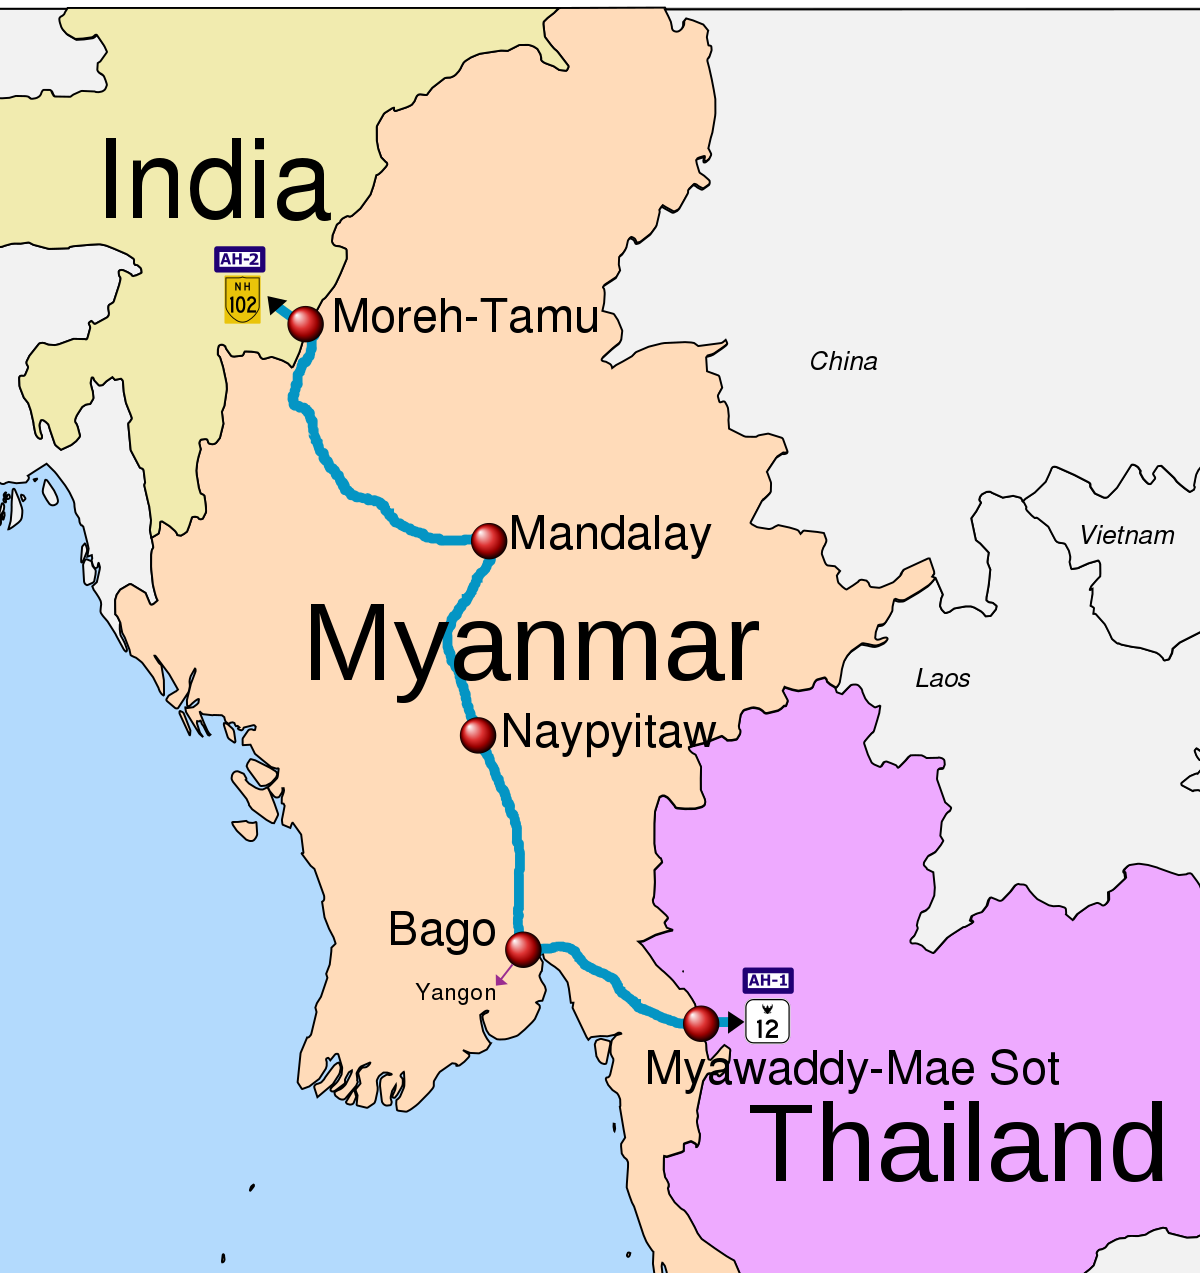 India
AH-2
NH
102
Moreh-Tamu
China
Mandalay
Vietnam
Myanmar
Laos
Naypyitaw
Bago
Yangon
AH-1
12
Myawaddy-Mae Sot
Thailand